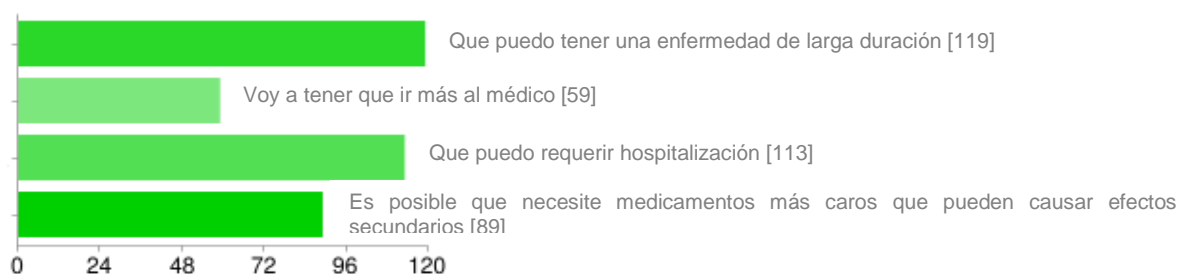 Que puedo tener una enfermedad de larga duración [119]
Voy a tener que ir más al médico [59]
Que puedo requerir hospitalización [113]
Es posible que necesite medicamentos más caros que pueden causar efectos
secundarios [89]
0 24 48 72 96 120